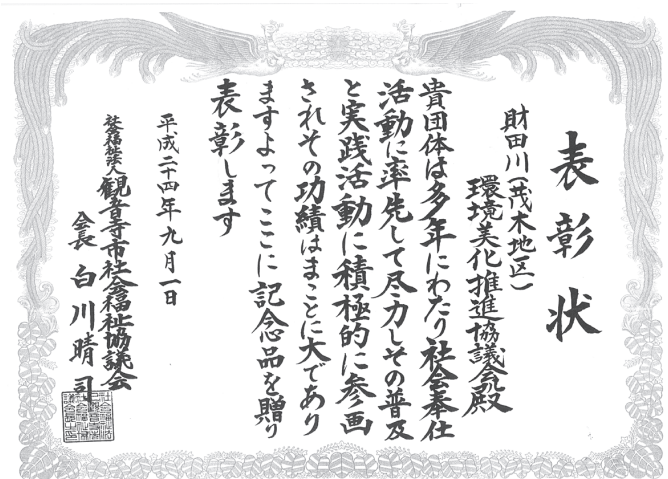 表彰状
財田川(茂木地区)
環境美化推進協議会殿
貴団体は多年にわたり社会奉仕
活動に率先して尽力しその普及
と実践活動に積極的に参画
されその功績はまことに大であり
ますよってここに記念品を贈り
表彰します
平成二十四年九月一日
社会福祉法人観音寺市社会福祉協議会
会長 白川晴司